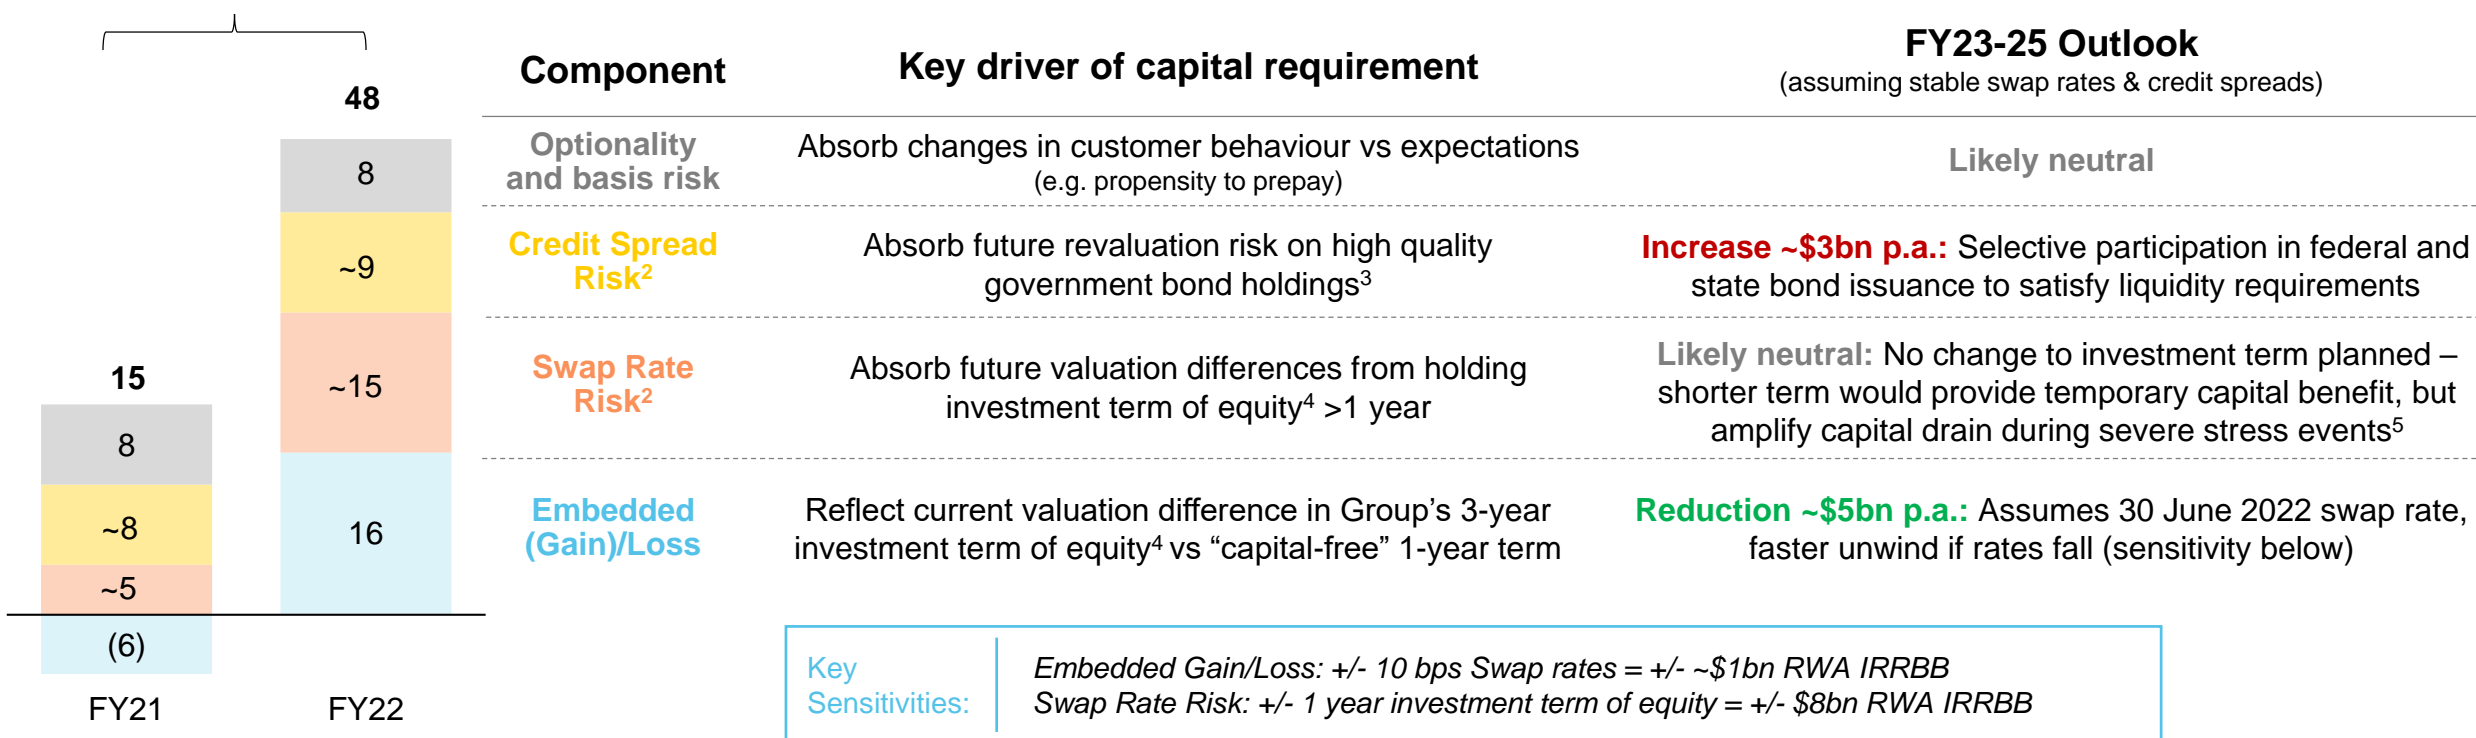 Component
Key driver of capital requirement
FY23-25 Outlook
(assuming stable swap rates & credit spreads)
48
8
~9
~15
16
15
8
~8
~5
(6)
FY21
FY22
Optionality
and basis risk
Absorb changes in customer behaviour vs expectations
(e.g. propensity to prepay)
Likely neutral
Credit Spread
Risk²
Absorb future revaluation risk on high quality
government bond holdings³
Increase ~$3bn p.a.: Selective participation in federal and
state bond issuance to satisfy liquidity requirements
Swap Rate
Risk²
Absorb future valuation differences from holding
investment term of equity⁴ >1 year
Likely neutral: No change to investment term planned –
shorter term would provide temporary capital benefit, but
amplify capital drain during severe stress events⁵
Embedded
(Gain)/Loss
Reflect current valuation difference in Group's 3-year
investment term of equity⁴ vs “capital-free” 1-year term
Reduction ~$5bn p.a.: Assumes 30 June 2022 swap rate,
faster unwind if rates fall (sensitivity below)
Key
Sensitivities:
Embedded Gain/Loss: +/- 10 bps Swap rates = +/- ~$1bn RWA IRRBB
Swap Rate Risk: +/- 1 year investment term of equity = +/- $8bn RWA IRRBB